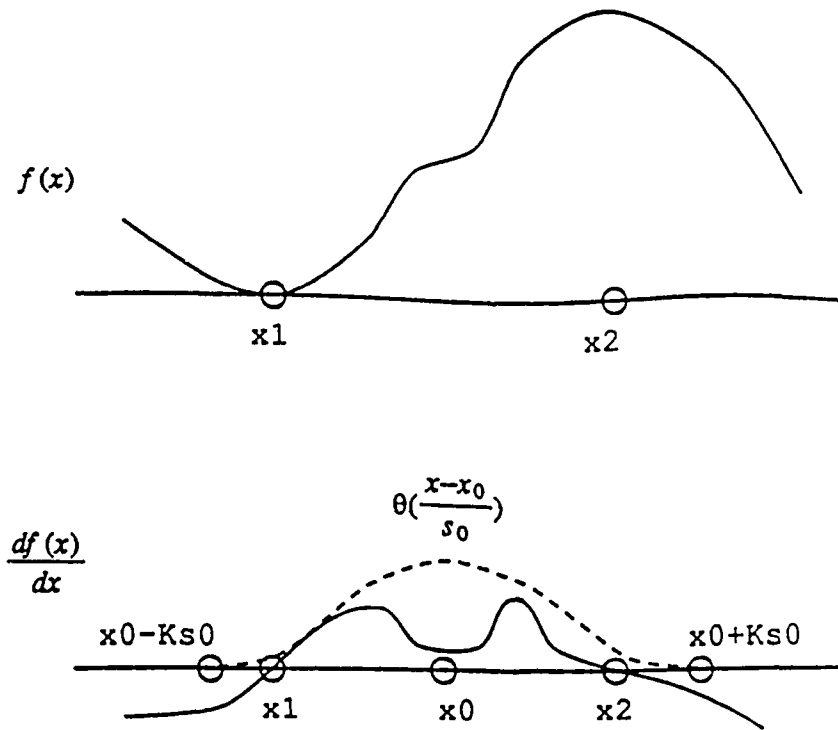 f(x)
x1
x2
θ(x−x₀/s₀)
df(x)/dx
x0-Ks0
x0+Ks0
x1
x0
x2